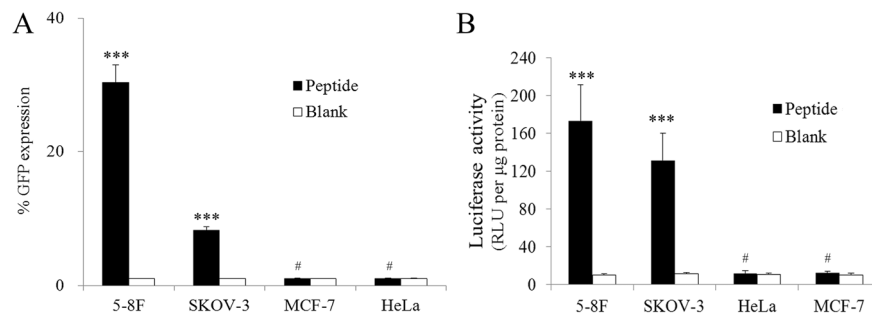 A
% GFP expression
40
20
0
***
***
#
#
Peptide
Blank
5-8F
SKOV-3
MCF-7
HeLa
B
Luciferase activity
(RLU per µg protein)
240
200
160
120
80
40
0
***
***
#
#
Peptide
Blank
5-8F
SKOV-3
HeLa
MCF-7